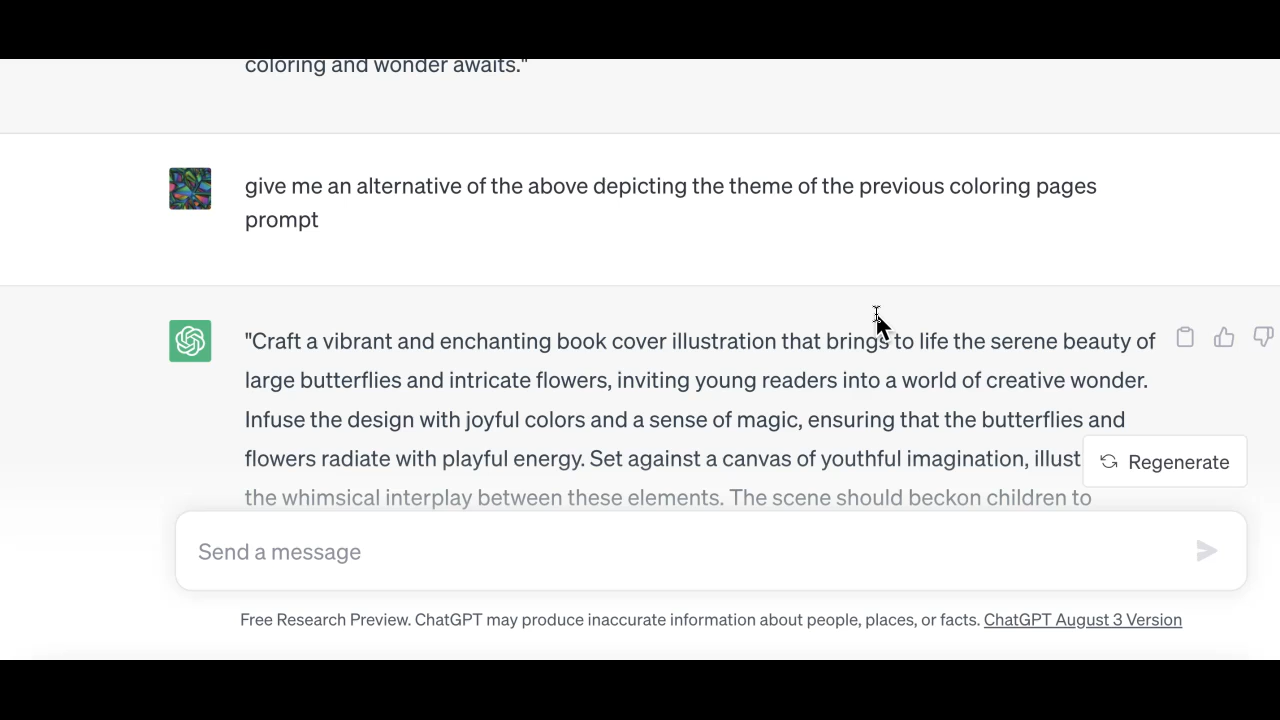 coloring and wonder awaits."
give me an alternative of the above depicting the theme of the previous coloring pages
prompt
"Craft a vibrant and enchanting book cover illustration that brings to life the serene beauty of
large butterflies and intricate flowers, inviting young readers into a world of creative wonder.
Infuse the design with joyful colors and a sense of magic, ensuring that the butterflies and
flowers radiate with playful energy. Set against a canvas of youthful imagination, illust
Regenerate
the whimsical interplay between these elements. The scene should beckon children to
Send a message
Free Research Preview. ChatGPT may produce inaccurate information about people, places, or facts. ChatGPT August 3 Version